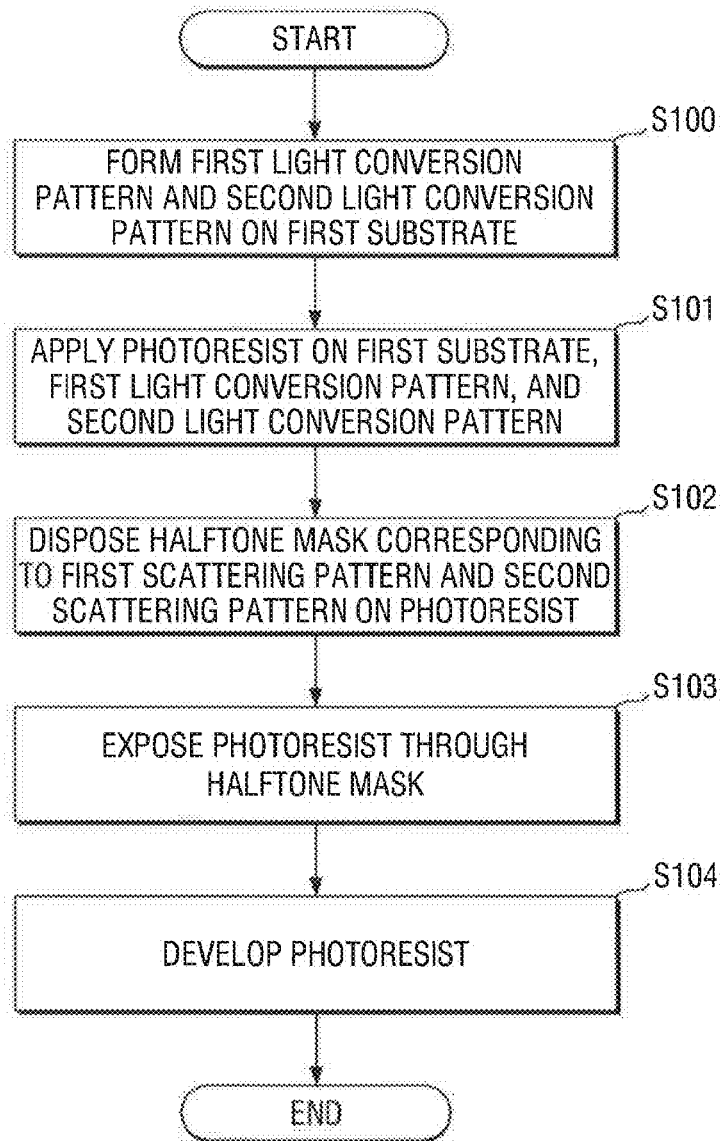 START
S100
FORM FIRST LIGHT CONVERSION
PATTERN AND SECOND LIGHT CONVERSION
PATTERN ON FIRST SUBSTRATE
S101
APPLY PHOTORESIST ON FIRST SUBSTRATE,
FIRST LIGHT CONVERSION PATTERN, AND
SECOND LIGHT CONVERSION PATTERN
S102
DISPOSE HALFTONE MASK CORRESPONDING
TO FIRST SCATTERING PATTERN AND SECOND
SCATTERING PATTERN ON PHOTORESIST
S103
EXPOSE PHOTORESIST THROUGH
HALFTONE MASK
S104
DEVELOP PHOTORESIST
END